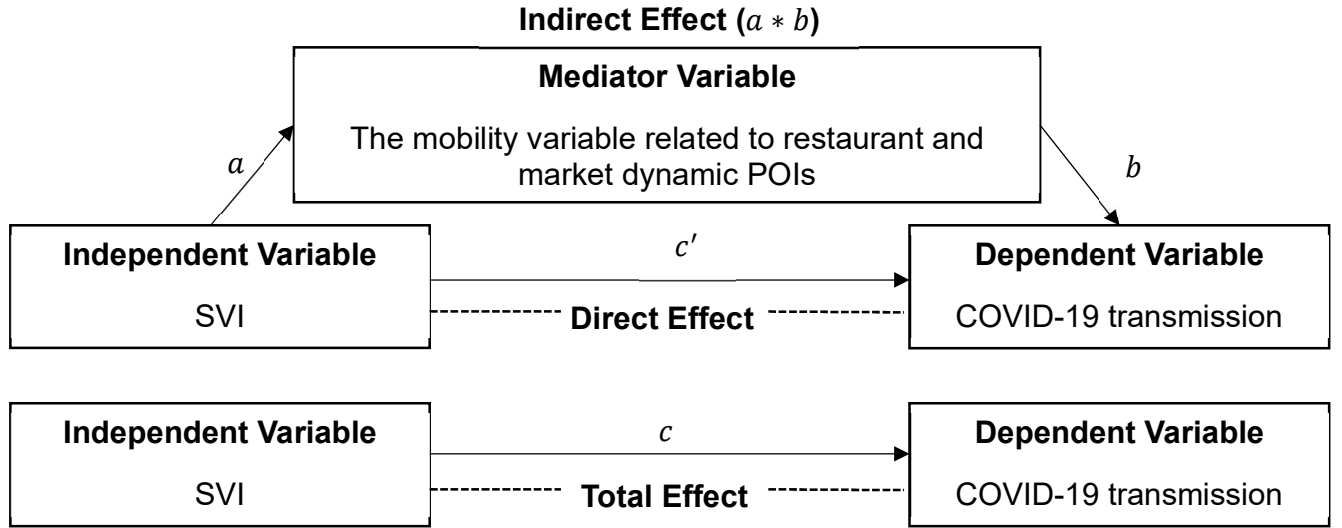 Indirect Effect (𝑎 ∗ 𝑏)
Mediator Variable
The mobility variable related to restaurant and
market dynamic POIs
𝑎
𝑏
Independent Variable
SVI
𝑐′
Direct Effect
Dependent Variable
COVID-19 transmission
Independent Variable
SVI
𝑐
Total Effect
Dependent Variable
COVID-19 transmission